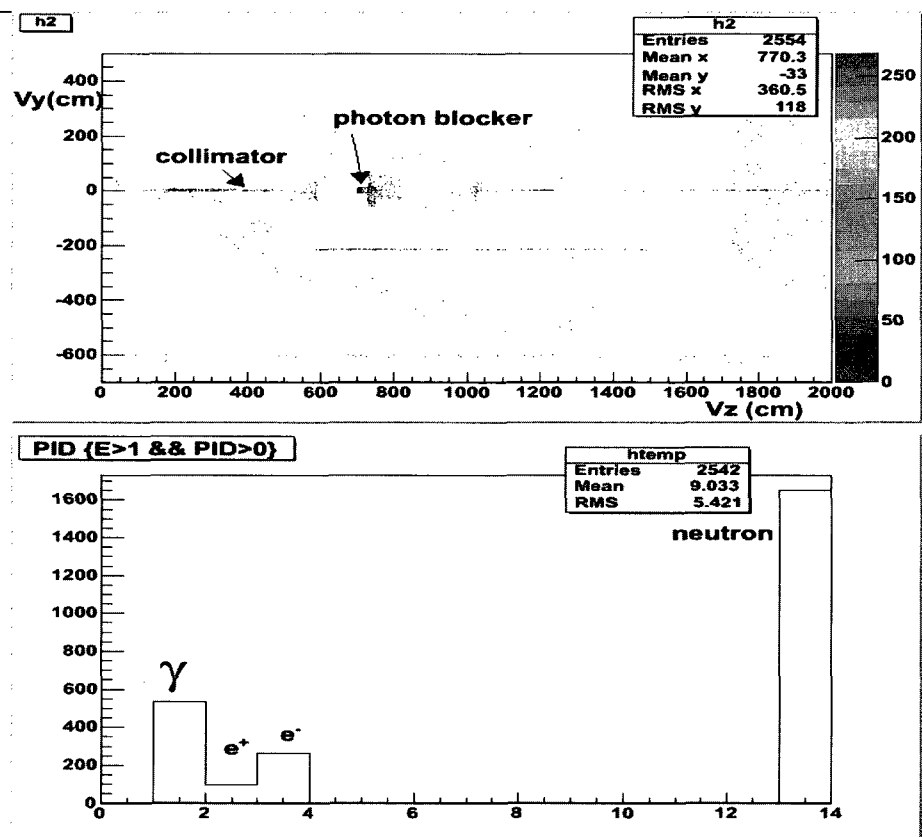 h2
h2
Entries 2554
Mean x 770.3
Mean y -33
RMS x 360.5
RMS y 118
Vy(cm)
400
200
0
-200
-400
-600
photon blocker
collimator
250
200
150
100
50
0
0 200 400 600 800 1000 1200 1400 1600 1800 2000
Vz (cm)
PID {E>1 && PID>0}
htemp
Entries 2542
Mean 9.033
RMS 5.421
neutron
1600
1400
1200
1000
800
600
400
200
0
γ
e+
e-
0 2 4 6 8 10 12 14